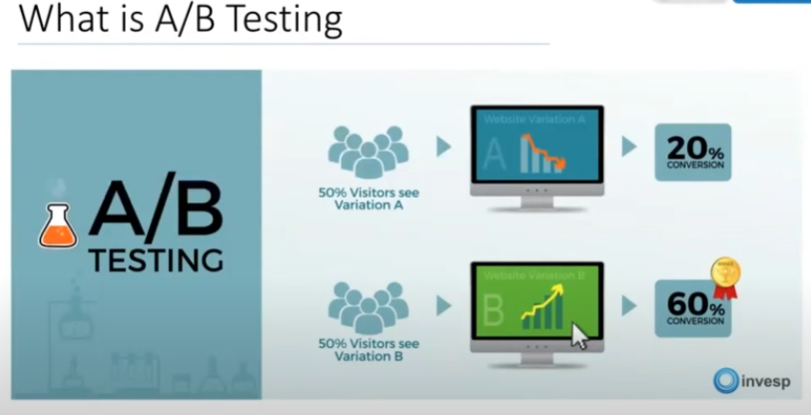 What is A/B Testing
A/B
TESTING
50% Visitors see
Variation A
Website Variation A
A
20%
CONVERSION
50% Visitors see
Variation B
Website Variation B
B
60%
CONVERSION
invesp